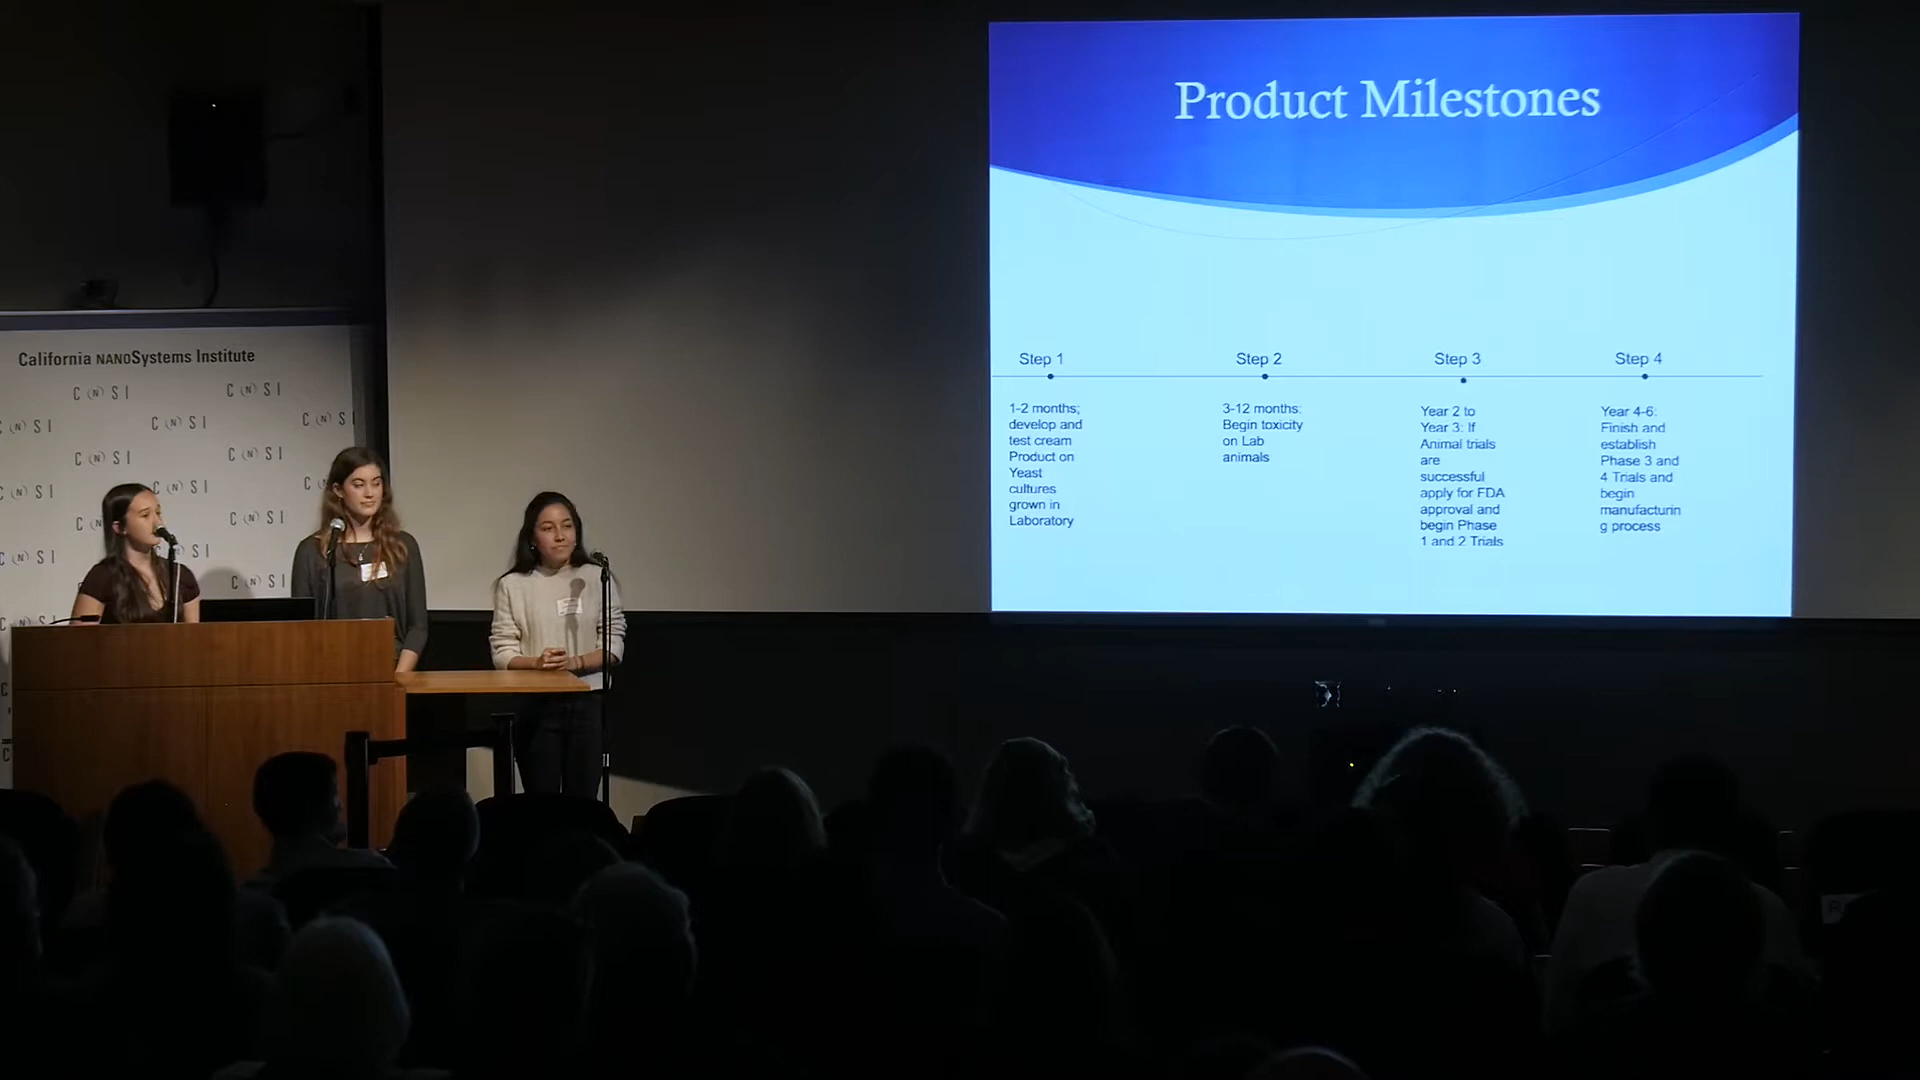 Product Milestones
Step 1
1-2 months;
develop and
test cream
Product on
Yeast
cultures
grown in
Laboratory
Step 2
3-12 months:
Begin toxicity
on Lab
animals
Step 3
Year 2 to
Year 3: If
Animal trials
are
successful
apply for FDA
approval and
begin Phase
1 and 2 Trials
Step 4
Year 4-6:
Finish and
establish
Phase 3 and
4 Trials and
begin
manufacturin
g process
California NANOSystems Institute
C (N) S I C (N) S I
C (N) S I C (N) S I C (N) S I
C (N) S I C (N) S I
C (N) S I C (N) S I
C (N) S I
C (N) S I
C (N) S I